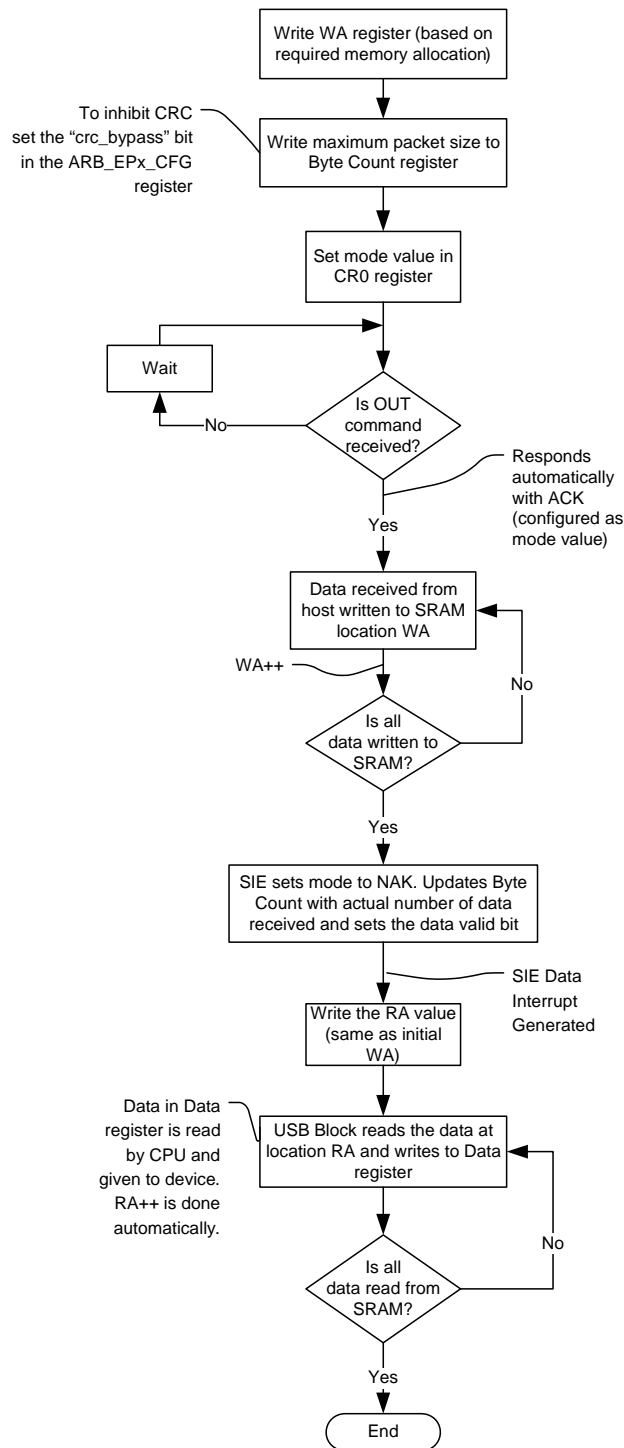 Write WA register (based on
required memory allocation)
To inhibit CRC
set the “crc_bypass” bit
in the ARB_EPx_CFG
register
Write maximum packet size to
Byte Count register
Set mode value in
CR0 register
Wait
Is OUT
command
received?
No
Responds
automatically
with ACK
(configured as
mode value)
Yes
Data received from
host written to SRAM
location WA
WA++
No
Is all
data written to
SRAM?
Yes
SIE sets mode to NAK. Updates Byte
Count with actual number of data
received and sets the data valid bit
SIE Data
Interrupt
Generated
Write the RA value
(same as initial
WA)
Data in Data
register is read
by CPU and
given to device.
RA++ is done
automatically.
USB Block reads the data at
location RA and writes to Data
register
No
Is all
data read from
SRAM?
Yes
End